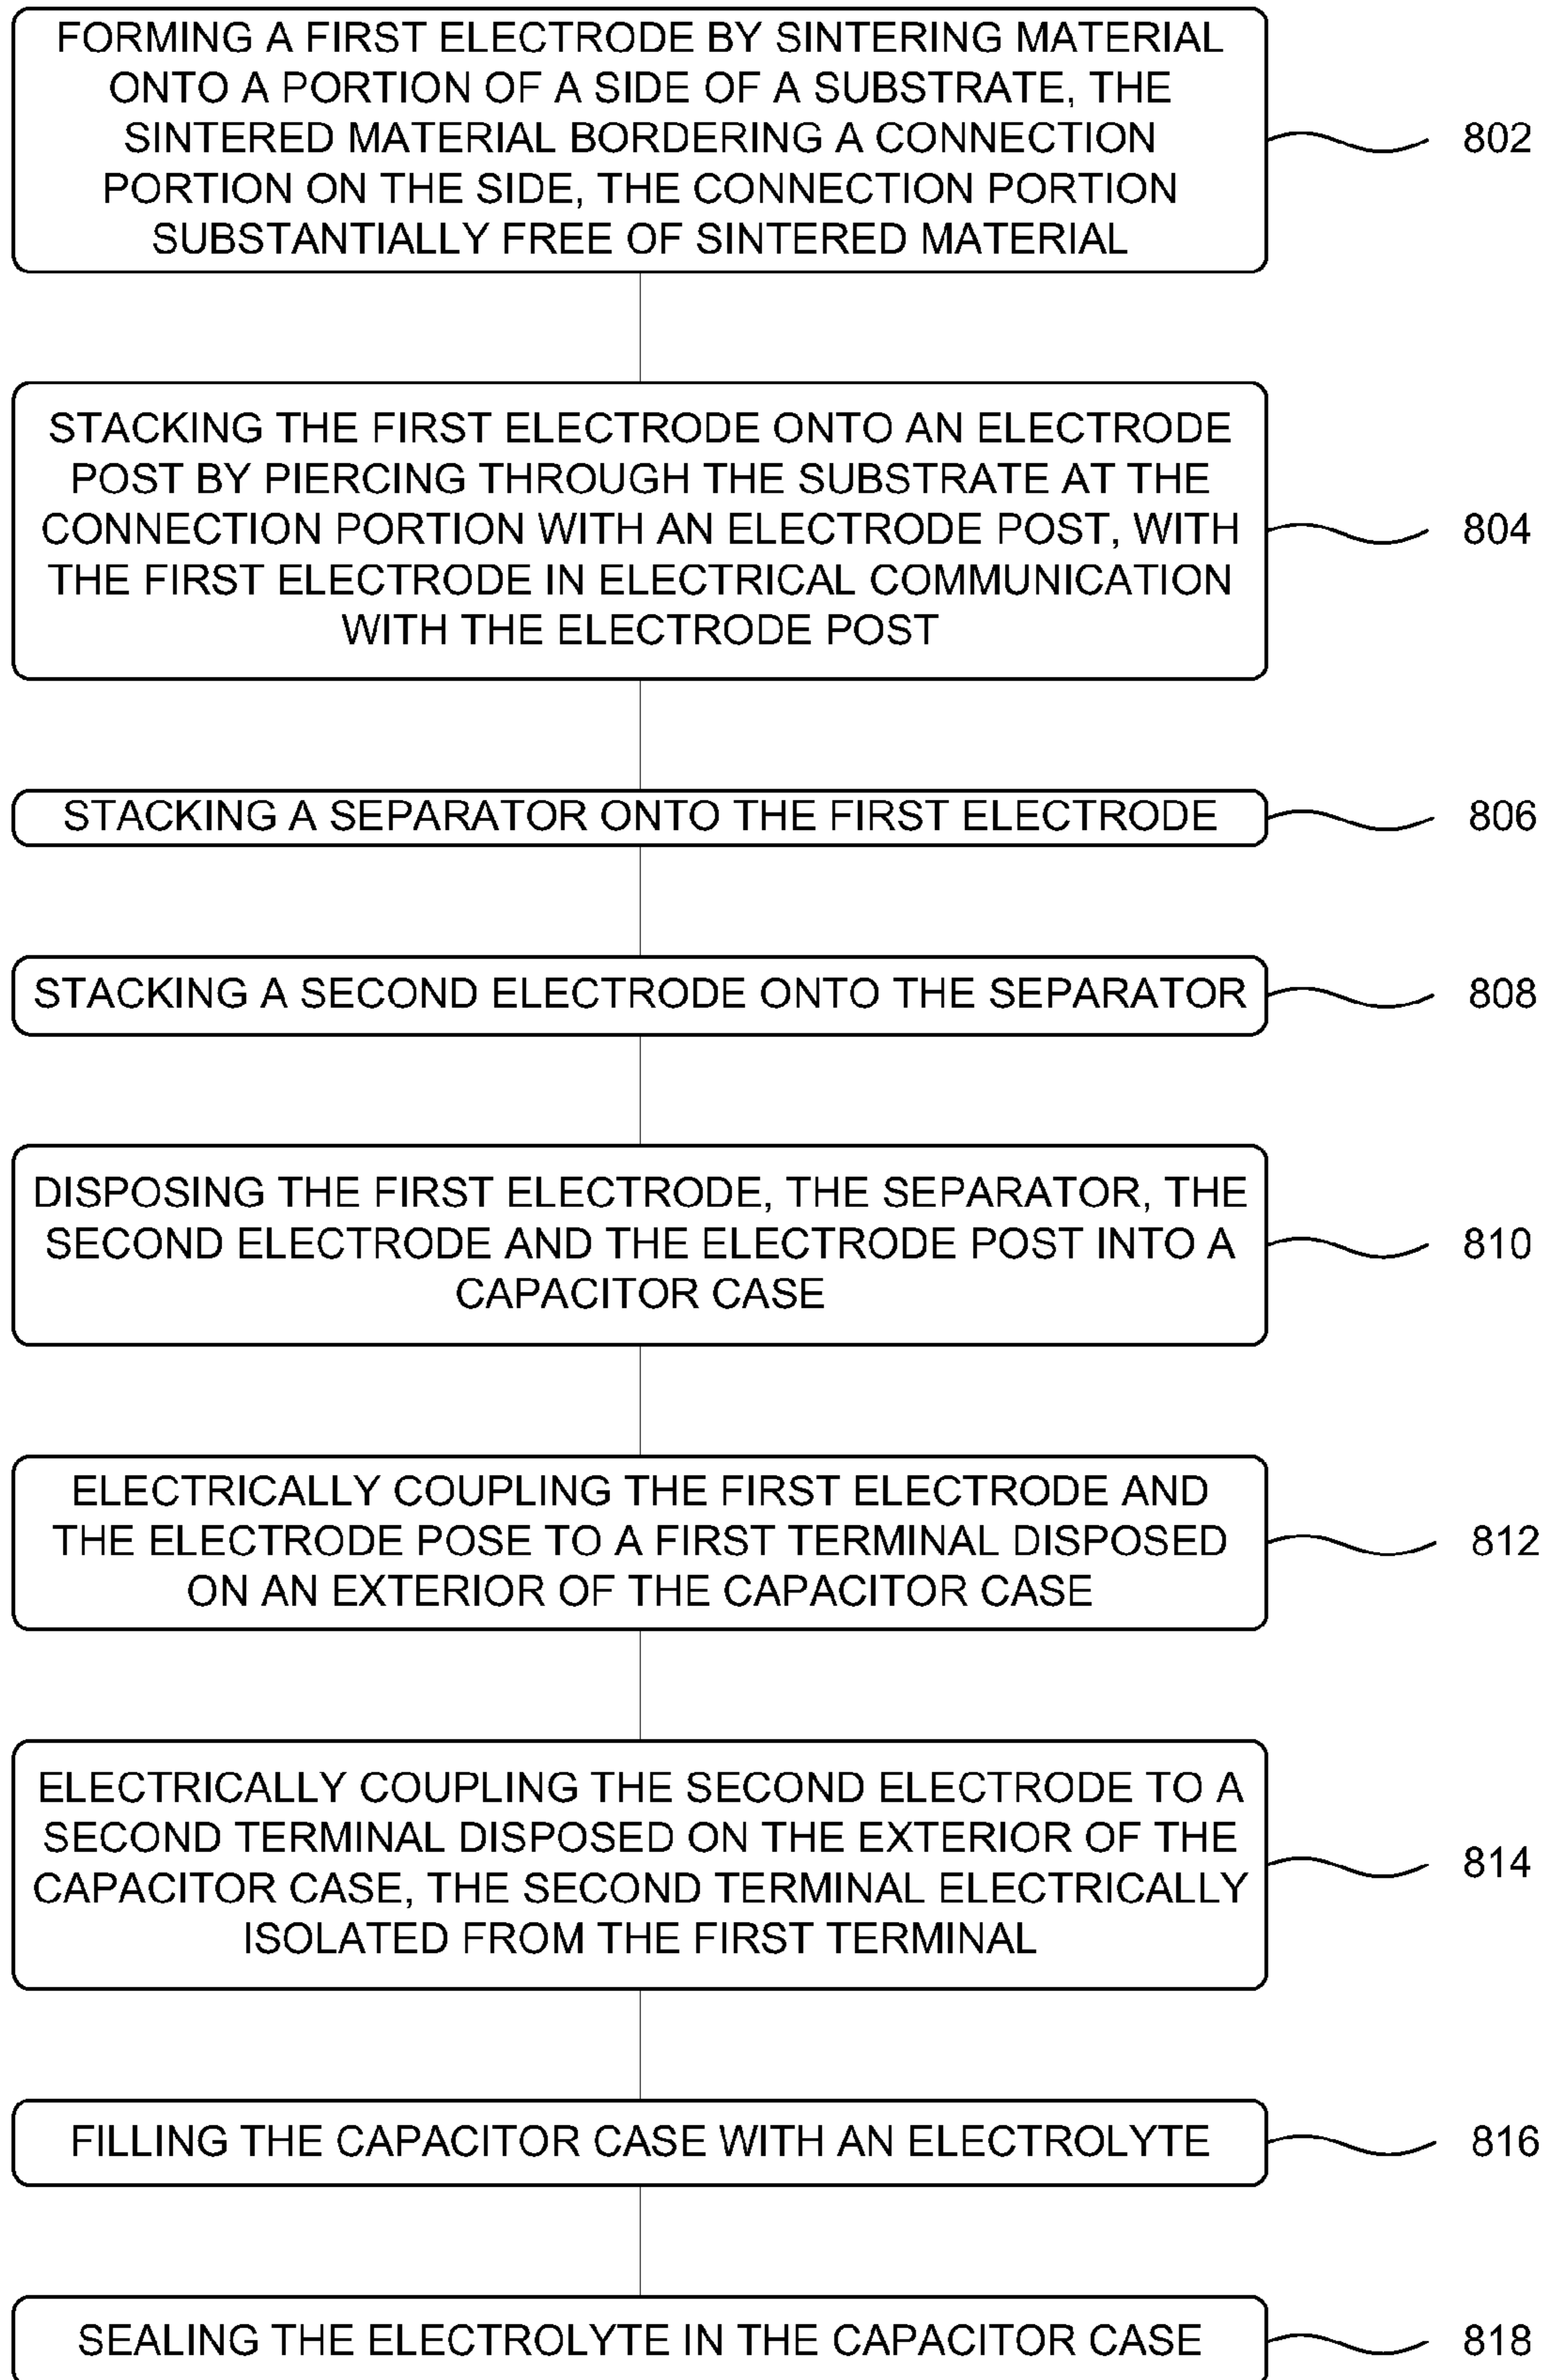 FORMING A FIRST ELECTRODE BY SINTERING MATERIAL
ONTO A PORTION OF A SIDE OF A SUBSTRATE, THE
SINTERED MATERIAL BORDERING A CONNECTION
PORTION ON THE SIDE, THE CONNECTION PORTION
SUBSTANTIALLY FREE OF SINTERED MATERIAL
802
STACKING THE FIRST ELECTRODE ONTO AN ELECTRODE
POST BY PIERCING THROUGH THE SUBSTRATE AT THE
CONNECTION PORTION WITH AN ELECTRODE POST, WITH
THE FIRST ELECTRODE IN ELECTRICAL COMMUNICATION
WITH THE ELECTRODE POST
804
STACKING A SEPARATOR ONTO THE FIRST ELECTRODE
806
STACKING A SECOND ELECTRODE ONTO THE SEPARATOR
808
DISPOSING THE FIRST ELECTRODE, THE SEPARATOR, THE
SECOND ELECTRODE AND THE ELECTRODE POST INTO A
CAPACITOR CASE
810
ELECTRICALLY COUPLING THE FIRST ELECTRODE AND
THE ELECTRODE POSE TO A FIRST TERMINAL DISPOSED
ON AN EXTERIOR OF THE CAPACITOR CASE
812
ELECTRICALLY COUPLING THE SECOND ELECTRODE TO A
SECOND TERMINAL DISPOSED ON THE EXTERIOR OF THE
CAPACITOR CASE, THE SECOND TERMINAL ELECTRICALLY
ISOLATED FROM THE FIRST TERMINAL
814
FILLING THE CAPACITOR CASE WITH AN ELECTROLYTE
816
SEALING THE ELECTROLYTE IN THE CAPACITOR CASE
818